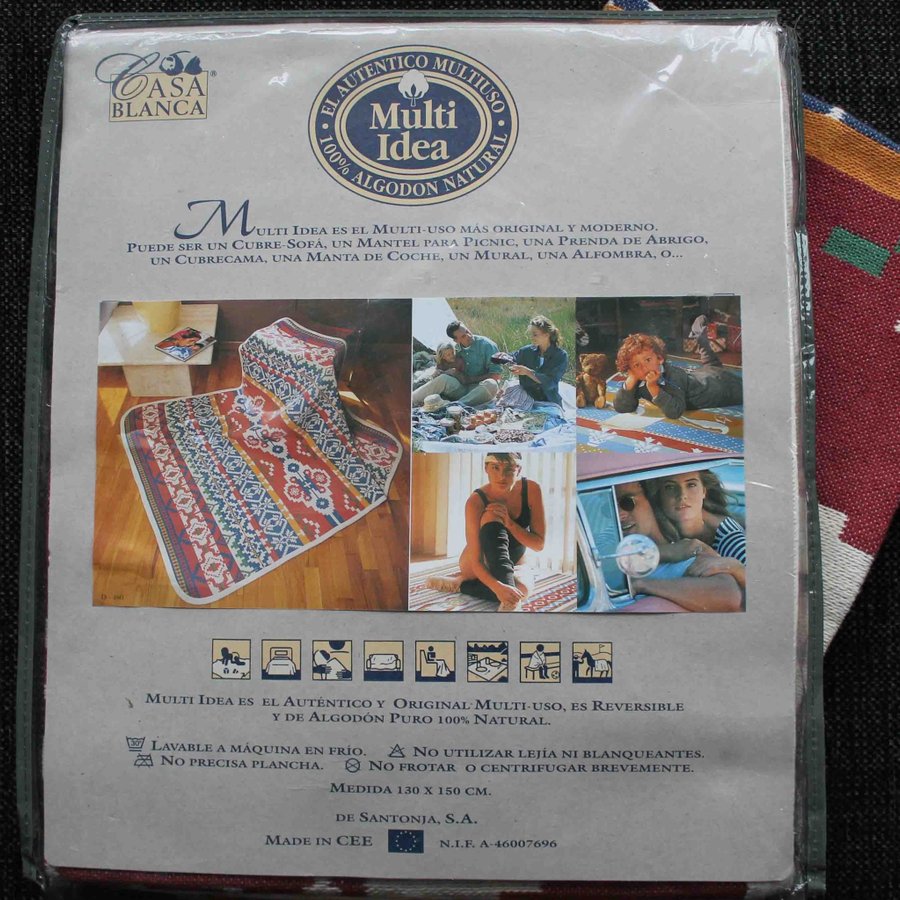 CASA
BLANCA®
EL AUTENTICO MULTIUSO
Multi
Idea
100% ALGODON NATURAL
MULTI IDEA ES EL MULTI-USO MÁS ORIGINAL Y MODERNO.
PUEDE SER UN CUBRE-SOFÁ, UN MANTEL PARA PICNIC, UNA PRENDA DE ABRIGO,
UN CUBRECAMA, UNA MANTA DE COCHE, UN MURAL, UNA ALFOMBRA, O...
MULTI IDEA ES EL AUTÉNTICO Y ORIGINAL MULTI-USO, ES REVERSIBLE
Y DE ALGODÓN PURO 100% NATURAL.
30° LAVABLE A MÁQUINA EN FRÍO. NO UTILIZAR LEJÍA NI BLANQUEANTES.
NO PRECISA PLANCHA. NO FROTAR O CENTRIFUGAR BREVEMENTE.
MEDIDA 130 X 150 CM.
DE SANTONJA, S.A.
MADE IN CEE N.I.F. A-46007696